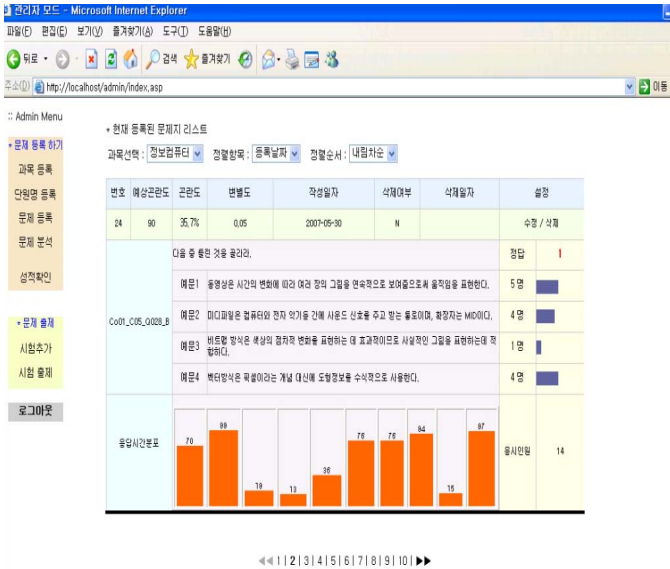 관리자 모드 - Microsoft Internet Explorer
파일(F) 편집(E) 보기(V) 즐겨찾기(A) 도구(T) 도움말(H)
뒤로 검색 즐겨찾기
주소(D) http://localhost/admin/index.asp 이동
:: Admin Menu
• 문제 등록 하기
과목 등록
단원명 등록
문제 등록
문제 분석
성적확인
• 문제 출제
시험추가
시험 출제
로그아웃
• 현재 등록된 문제지 리스트
과목선택 : 정보컴퓨터 정렬항목 : 등록날짜 정렬순서 : 내림차순
번호 예상곤란도 곤란도 변별도 작성일자 삭제여부 삭제일자 설정
24 90 35.7% 0.05 2007-05-30 N 수정 / 삭제
Co01_C05_Q028_B
다음 중 틀린 것을 골라라. 정답 1
예문1 동영상은 시간의 변화에 따라 여러 장의 그림을 연속적으로 보여줌으로써 움직임을 표현한다. 5 명
예문2 미디파일은 컴퓨터와 전자 악기들 간에 사운드 신호를 주고 받는 통로이며, 확장자는 MID이다. 4 명
예문3 비트맵 방식은 색상의 점차적 변화를 표현하는 데 효과적이므로 사실적인 그림을 표현하는데 적
합하다. 1 명
예문4 벡터방식은 픽셀이라는 개념 대신에 도형정보를 수식적으로 사용한다. 4 명
응답시간분포 70 99 19 13 36 76 76 84 15 87 응시인원 14
◀◀ 1 | 2 | 3 | 4 | 5 | 6 | 7 | 8 | 9 | 10 | ▶▶